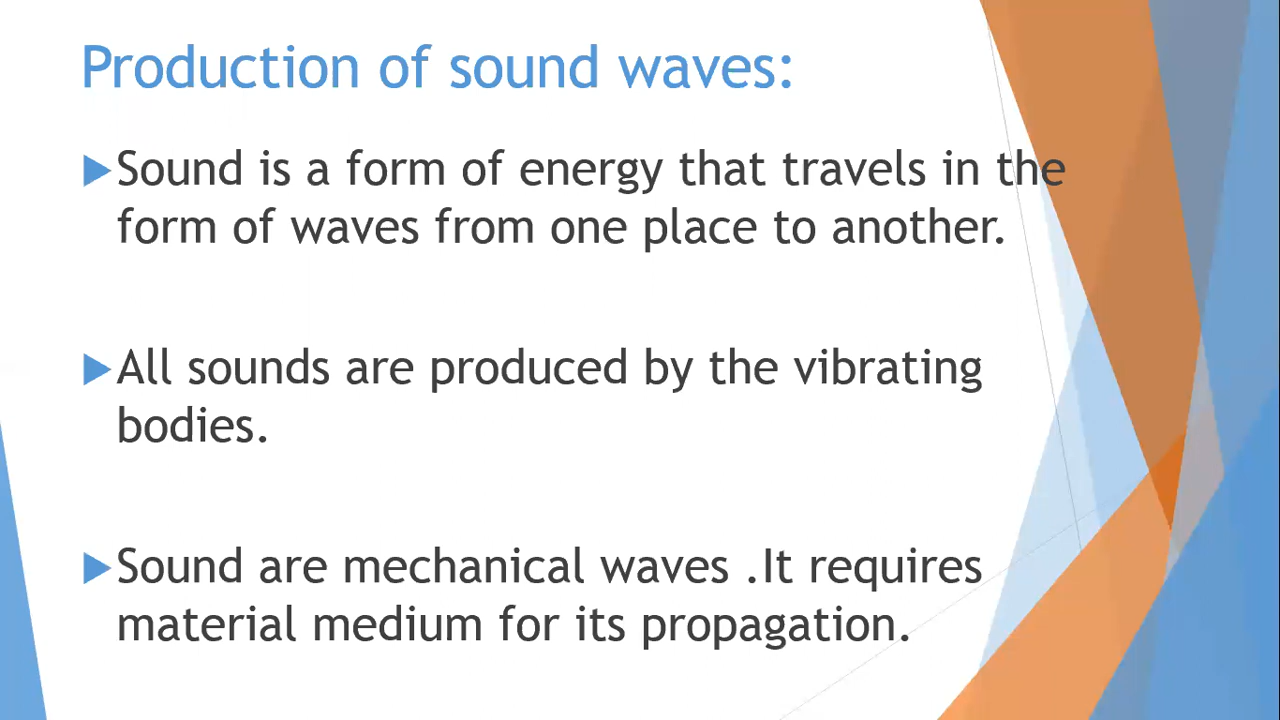 Production of sound waves:
Sound is a form of energy that travels in the
form of waves from one place to another.
All sounds are produced by the vibrating
bodies.
Sound are mechanical waves .It requires
material medium for its propagation.